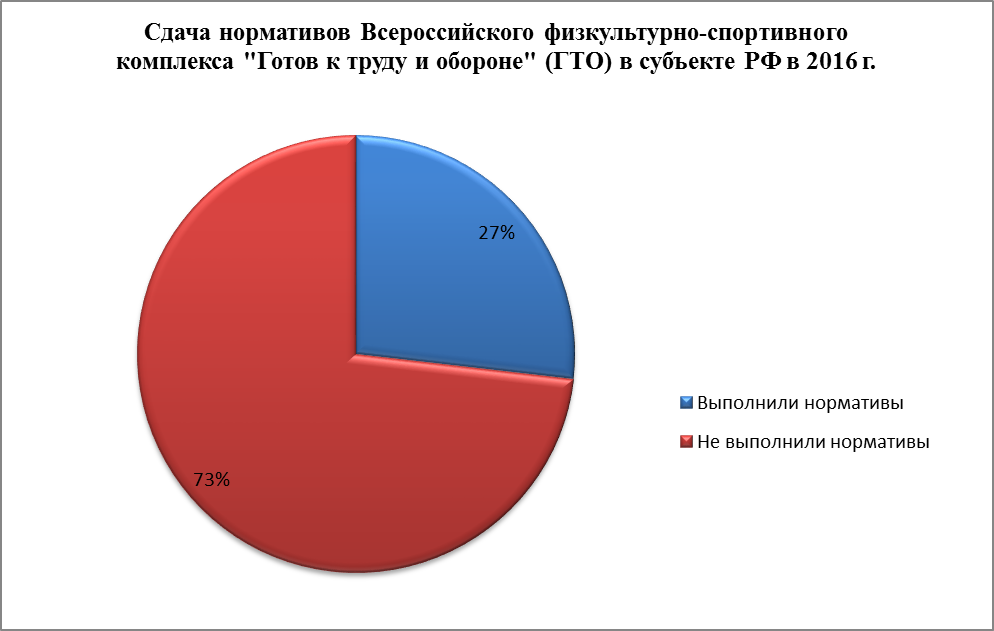 Сдача нормативов Всероссийского физкультурно-спортивного
комплекса "Готов к труду и обороне" (ГТО) в субъекте РФ в 2016 г.
27%
Выполнили нормативы
Не выполнили нормативы
73%